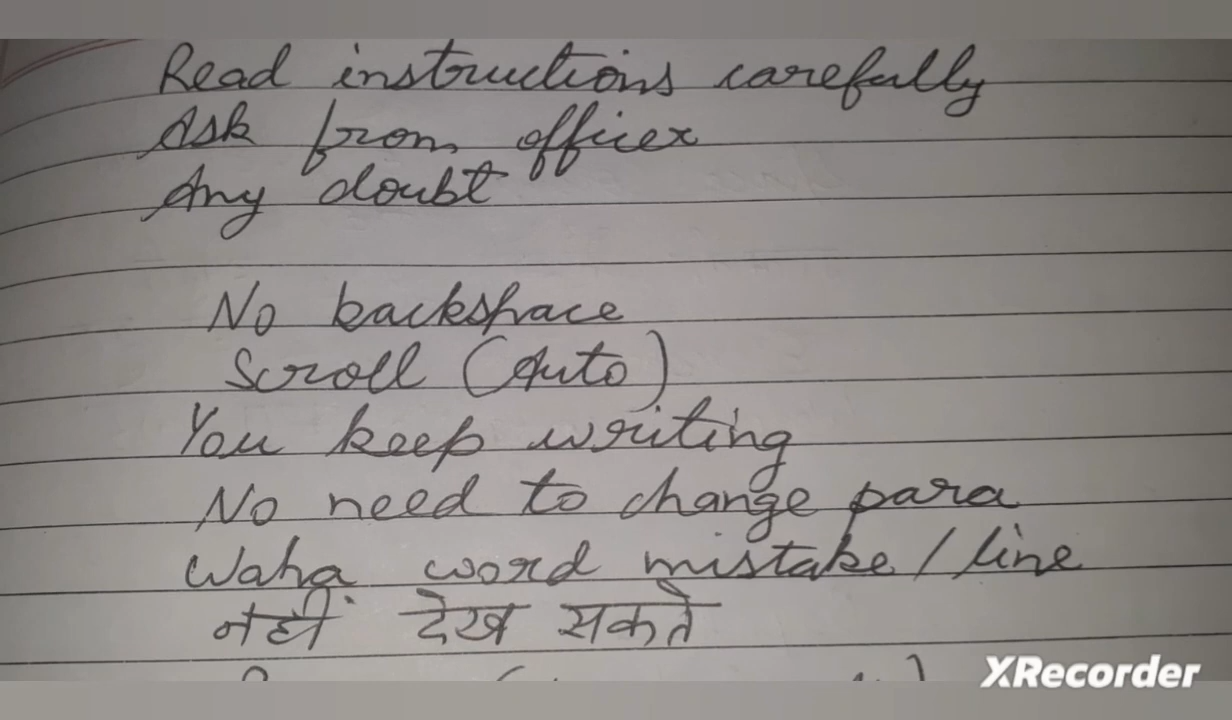 Read instructions carefully
Ask from officer
Any doubt
No backspace
Scroll (Auto)
You keep writing
No need to change para
Waha word mistake / line
नहीं देख सकते
XRecorder